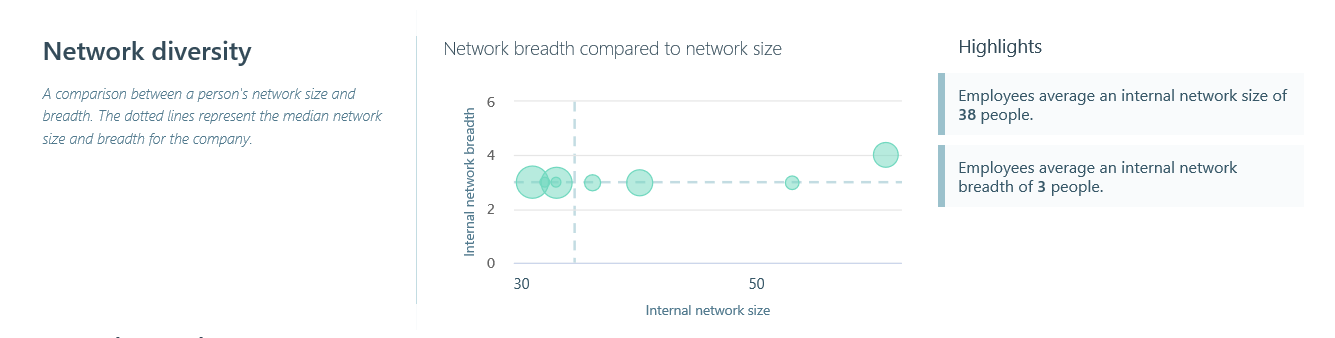 Network diversity
A comparison between a person's network size and
breadth. The dotted lines represent the median network
size and breadth for the company.
Network breadth compared to network size
Internal network breadth
6
4
2
0
30
50
Internal network size
Highlights
Employees average an internal network size of
38 people.
Employees average an internal network
breadth of 3 people.